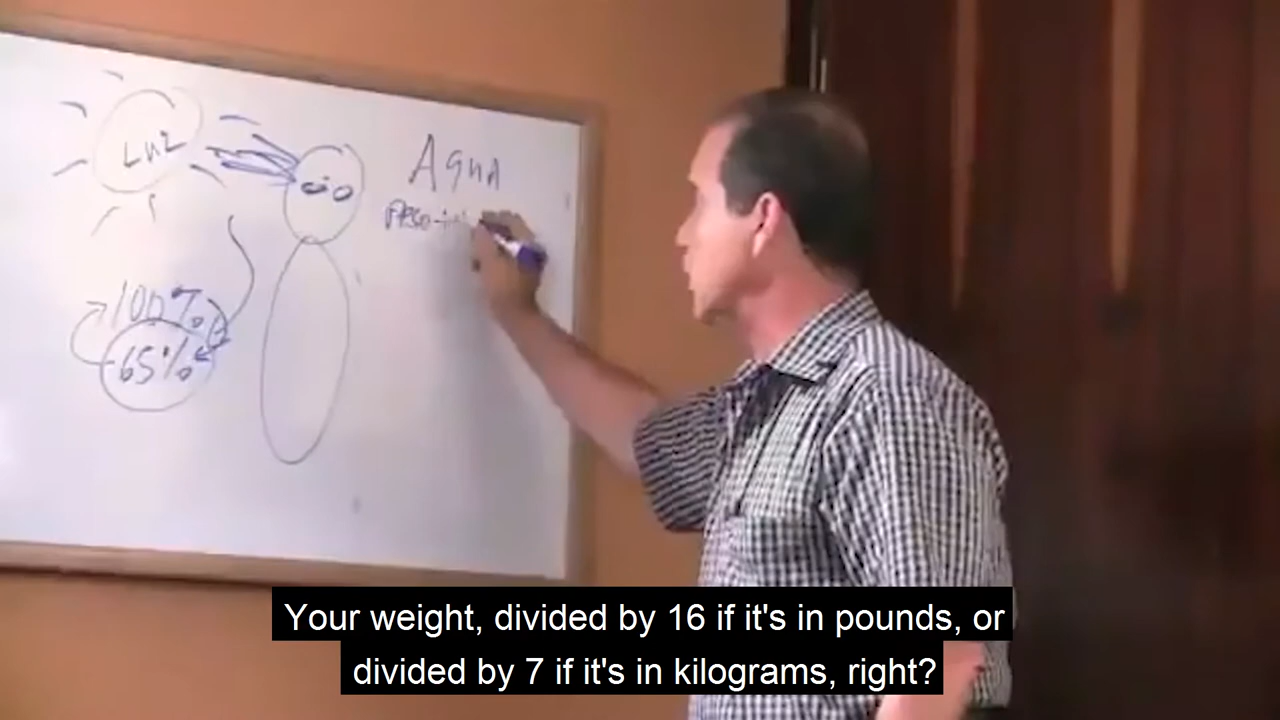 Luz
Agua
Peso
100%
65%
Your weight, divided by 16 if it's in pounds, or
divided by 7 if it's in kilograms, right?